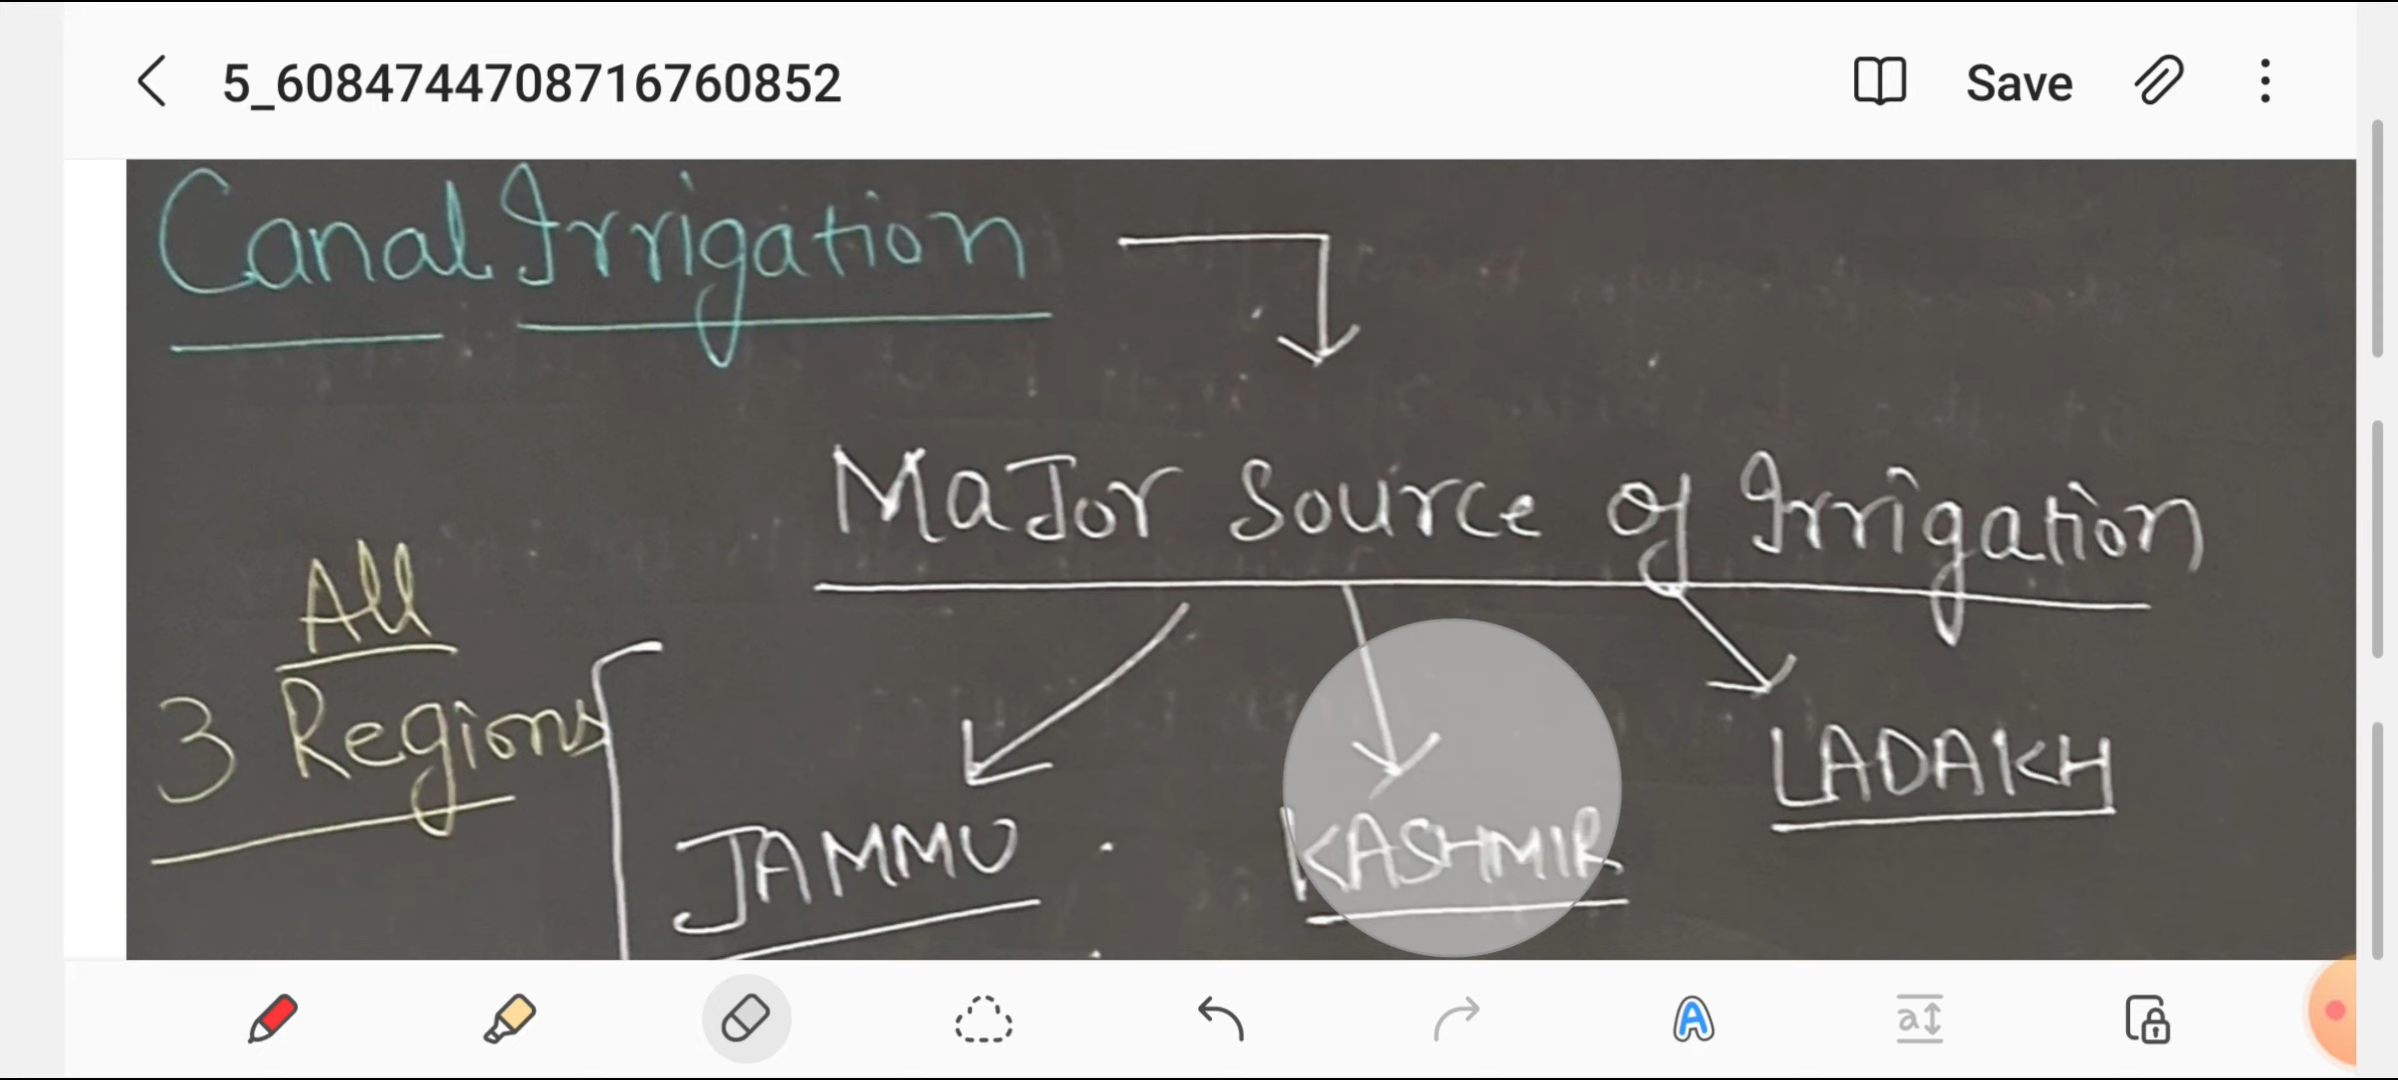 5_6084744708716760852
Save
Canal Irrigation
MaJor Source of Irrigation
All
3 Regions
LADAKH
JAMMU
KASHMIR
A
a